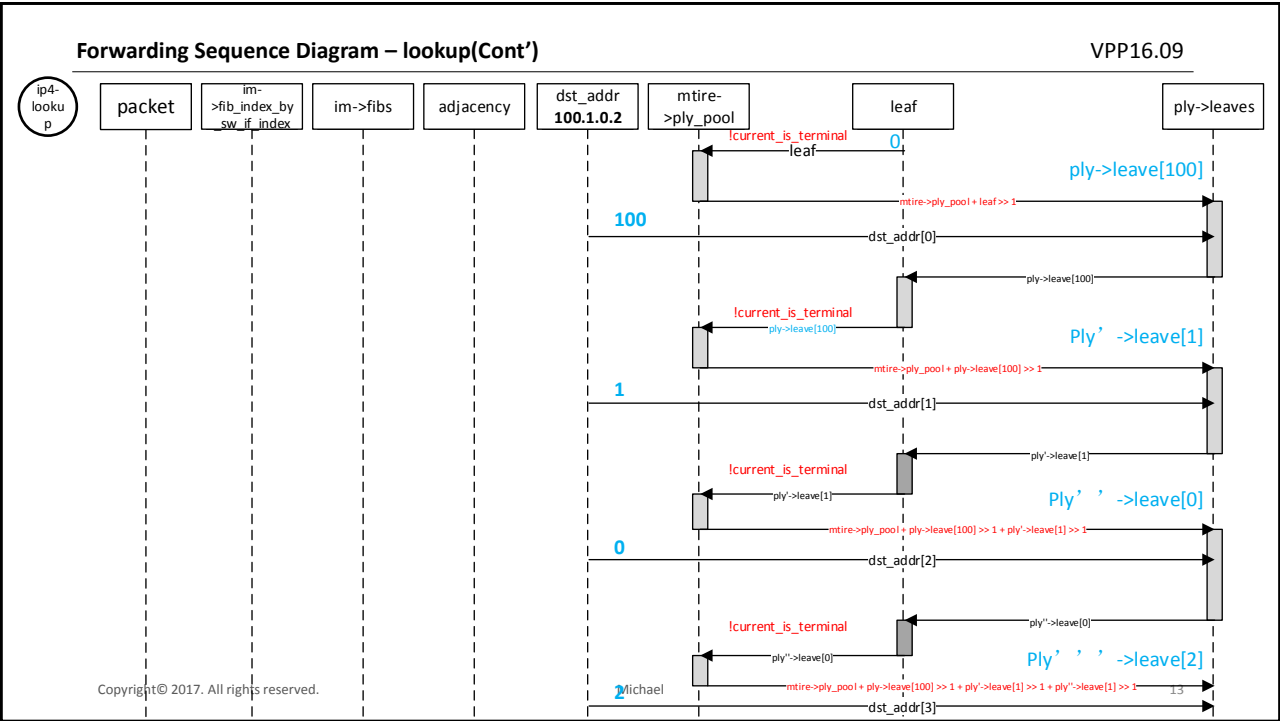 Forwarding Sequence Diagram – lookup(Cont')
VPP16.09
ip4-
looku
p
packet
im-
>fib_index_by
_sw_if_index
im->fibs
adjacency
dst_addr
100.1.0.2
mtire-
>ply_pool
leaf
ply->leaves
!current_is_terminal
0
leaf
ply->leave[100]
mtire->ply_pool + leaf >> 1
100
dst_addr[0]
ply->leave[100]
!current_is_terminal
ply->leave[100]
Ply’ ->leave[1]
mtire->ply_pool + ply->leave[100] >> 1
1
dst_addr[1]
ply'->leave[1]
!current_is_terminal
ply'->leave[1]
Ply’ ’ ->leave[0]
mtire->ply_pool + ply->leave[100] >> 1 + ply'->leave[1] >> 1
0
dst_addr[2]
ply''->leave[0]
!current_is_terminal
ply''->leave[0]
Ply’ ’ ’ ->leave[2]
mtire->ply_pool + ply->leave[100] >> 1 + ply'->leave[1] >> 1 + ply''->leave[1] >> 1
2
dst_addr[3]
Copyright© 2017. All rights reserved.
Michael
13